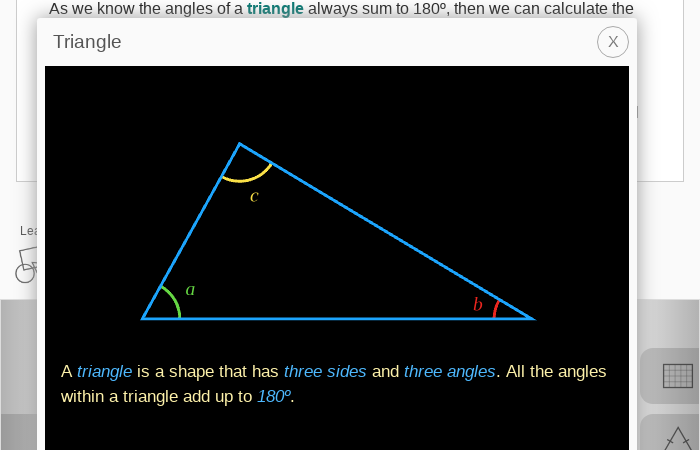 As we know the angles of a triangle always sum to 180º, then we can calculate the
Triangle
X
c
a
b
A triangle is a shape that has three sides and three angles. All the angles
within a triangle add up to 180º.